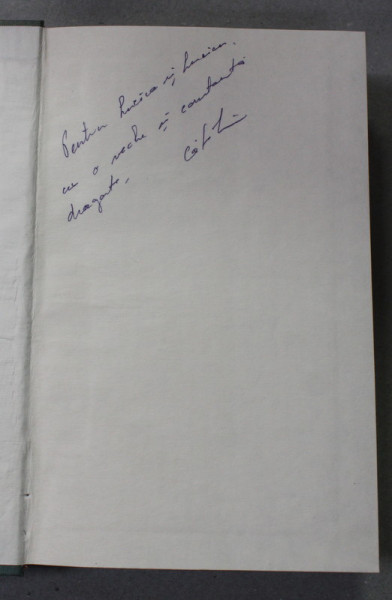 Pentru Lucica și Lucian,
cu o veche și constantă
dragoste,